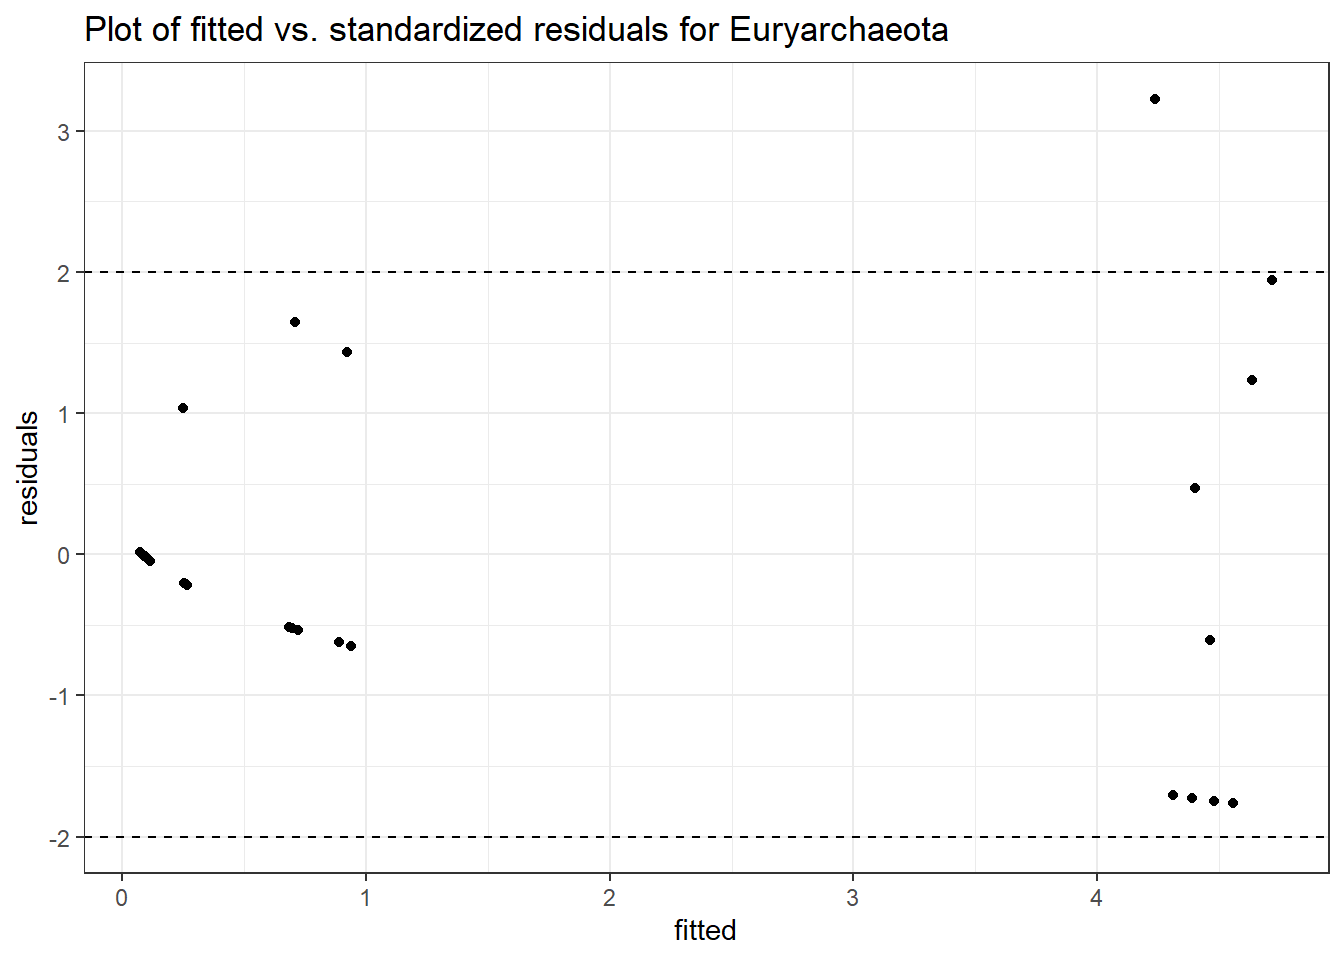 Plot of fitted vs. standardized residuals for Euryarchaeota
3
2
1
0
-1
-2
residuals
0 1 2 3 4
fitted